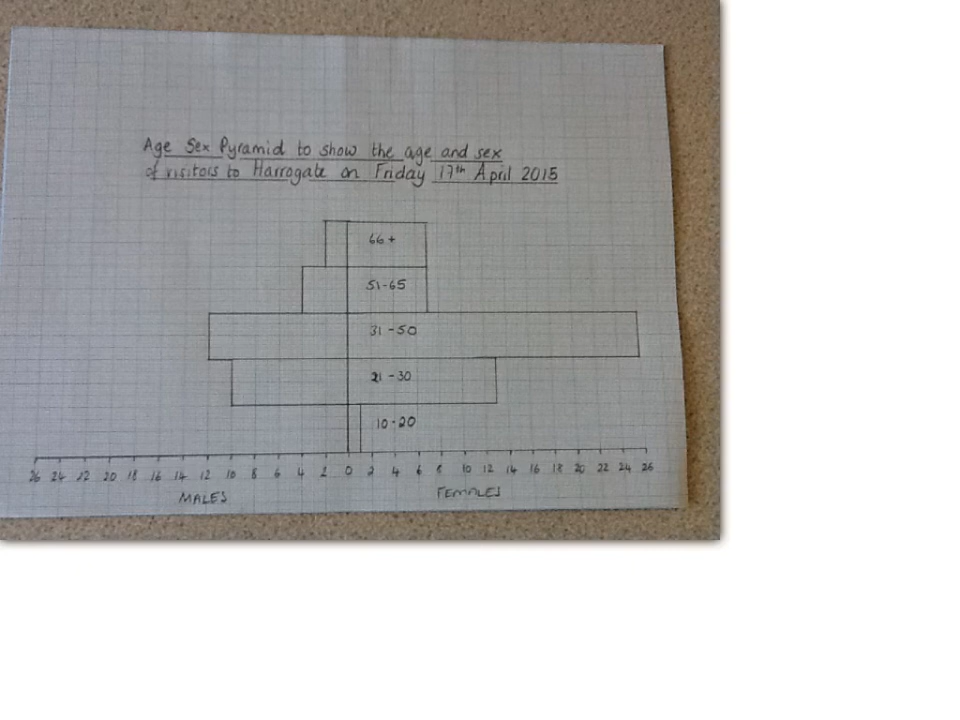 Age Sex Pyramid to show the age and sex
of visitors to Harrogate on Friday 17th April 2015
66 +
51-65
31-50
21-30
10-20
26 24 22 20 18 16 14 12 10 8 6 4 2 0 2 4 6 8 10 12 14 16 18 20 22 24 26
MALES FEMALES